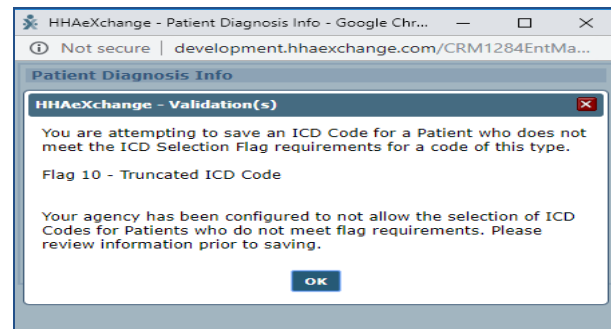 HHAeXchange - Patient Diagnosis Info - Google Chr...
Not secure | development.hhaexchange.com/CRM1284EntMa...
Patient Diagnosis Info
HHAeXchange - Validation(s)
You are attempting to save an ICD Code for a Patient who does not
meet the ICD Selection Flag requirements for a code of this type.
Flag 10 - Truncated ICD Code
Your agency has been configured to not allow the selection of ICD
Codes for Patients who do not meet flag requirements. Please
review information prior to saving.
OK